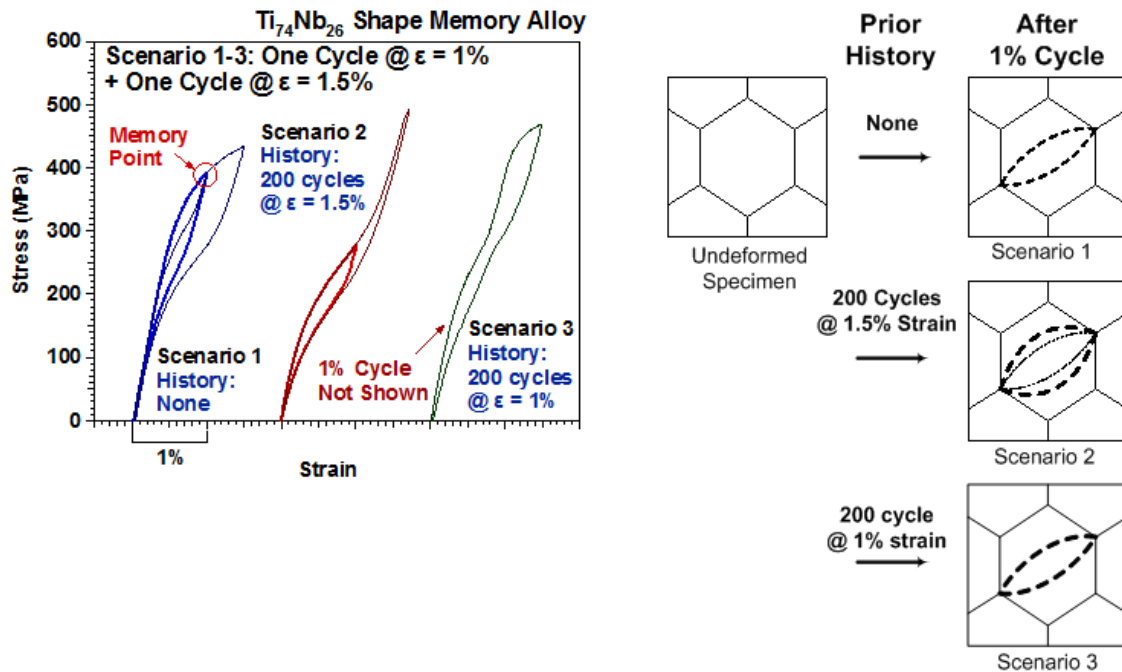 Ti74Nb26 Shape Memory Alloy
600
500
400
300
200
100
0
Stress (MPa)
Scenario 1-3: One Cycle @ ε = 1%
+ One Cycle @ ε = 1.5%
Memory
Point
Scenario 2
History:
200 cycles
@ ε = 1.5%
Scenario 1
History:
None
1% Cycle
Not Shown
Scenario 3
History:
200 cycles
@ ε = 1%
1%
Strain
Prior
History
After
1% Cycle
None
Undeformed
Specimen
Scenario 1
200 Cycles
@ 1.5% Strain
Scenario 2
200 cycle
@ 1% strain
Scenario 3